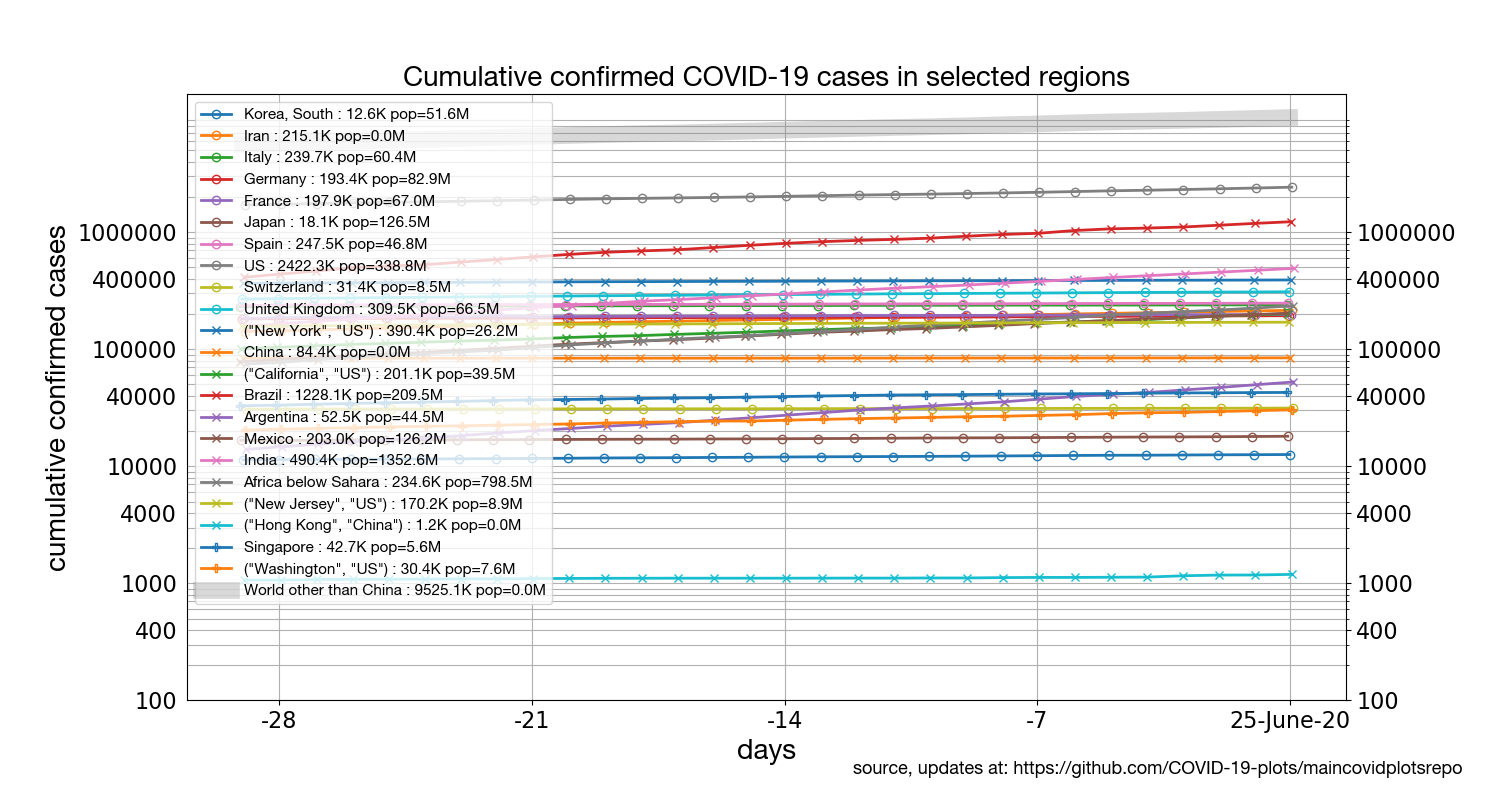 Cumulative confirmed COVID-19 cases in selected regions
Korea, South : 12.6K pop=51.6M
Iran : 215.1K pop=0.0M
Italy : 239.7K pop=60.4M
Germany : 193.4K pop=82.9M
France : 197.9K pop=67.0M
Japan : 18.1K pop=126.5M
Spain : 247.5K pop=46.8M
US : 2422.3K pop=338.8M
Switzerland : 31.4K pop=8.5M
United Kingdom : 309.5K pop=66.5M
("New York", "US") : 390.4K pop=26.2M
China : 84.4K pop=0.0M
("California", "US") : 201.1K pop=39.5M
Brazil : 1228.1K pop=209.5M
Argentina : 52.5K pop=44.5M
Mexico : 203.0K pop=126.2M
India : 490.4K pop=1352.6M
Africa below Sahara : 234.6K pop=798.5M
("New Jersey", "US") : 170.2K pop=8.9M
("Hong Kong", "China") : 1.2K pop=0.0M
Singapore : 42.7K pop=5.6M
("Washington", "US") : 30.4K pop=7.6M
World other than China : 9525.1K pop=0.0M
cumulative confirmed cases
1000000
400000
100000
40000
10000
4000
1000
400
100
1000000
400000
100000
40000
10000
4000
1000
400
100
-28 -21 -14 -7 25-June-20
days
source, updates at: https://github.com/COVID-19-plots/maincovidplotsrepo